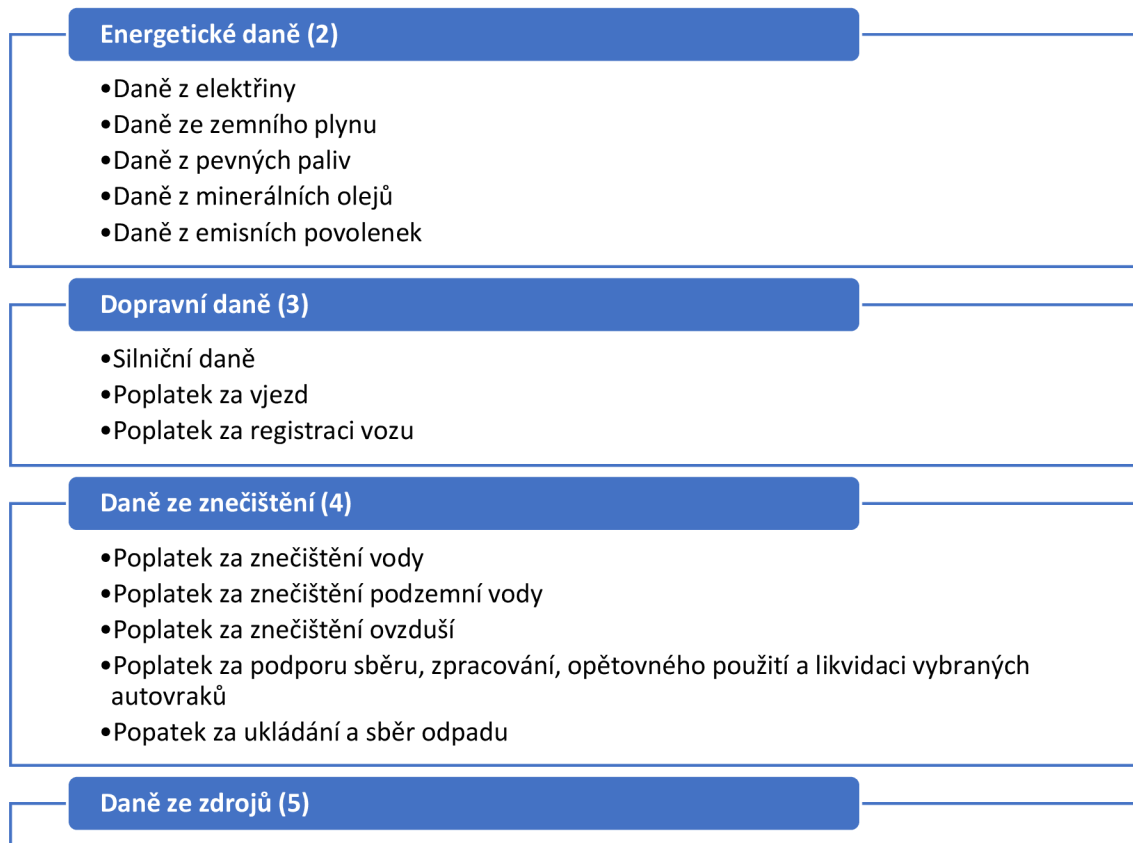 Energetické daně (2)
•Daně z elektřiny
•Daně ze zemního plynu
•Daně z pevných paliv
•Daně z minerálních olejů
•Daně z emisních povolenek
Dopravní daně (3)
•Silniční daně
•Poplatek za vjezd
•Poplatek za registraci vozu
Daně ze znečištění (4)
•Poplatek za znečištění vody
•Poplatek za znečištění podzemní vody
•Poplatek za znečištění ovzduší
•Poplatek za podporu sběru, zpracování, opětovného použití a likvidaci vybraných
autovraků
•Popatek za ukládání a sběr odpadu
Daně ze zdrojů (5)